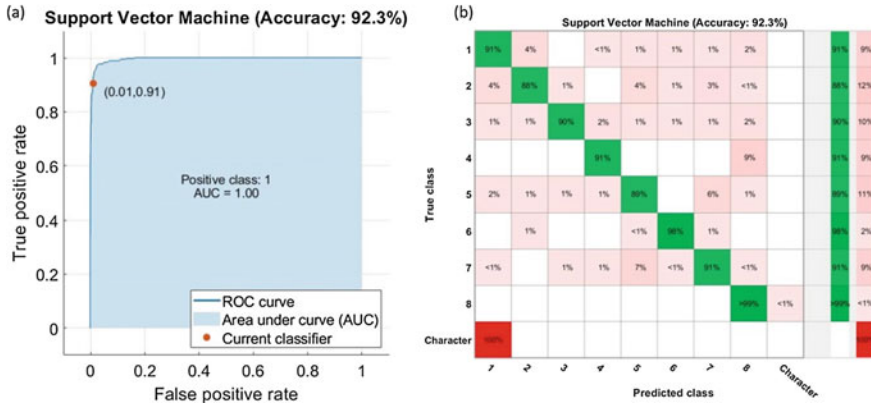 (a)
Support Vector Machine (Accuracy: 92.3%)
True positive rate
1
0.8
0.6
0.4
0.2
0
(0.01,0.91)
Positive class: 1
AUC = 1.00
ROC curve
Area under curve (AUC)
Current classifier
0 0.2 0.4 0.6 0.8 1
False positive rate
(b)
Support Vector Machine (Accuracy: 92.3%)
True class
1 91% 4% <1% 1% 1% 1% 2% 91% 9%
2 4% 88% 1% 4% 1% 3% <1% 88% 12%
3 1% 1% 90% 2% 1% 1% 1% 2% 90% 10%
4 91% 9% 91% 9%
5 2% 1% 1% 1% 89% 6% 1% 89% 11%
6 1% <1% 98% 1% 98% 2%
7 <1% 1% 1% 7% <1% 91% <1% 91% 9%
8 >99% <1% >99% <1%
Character 100% 100%
1 2 3 4 5 6 7 8 Character
Predicted class